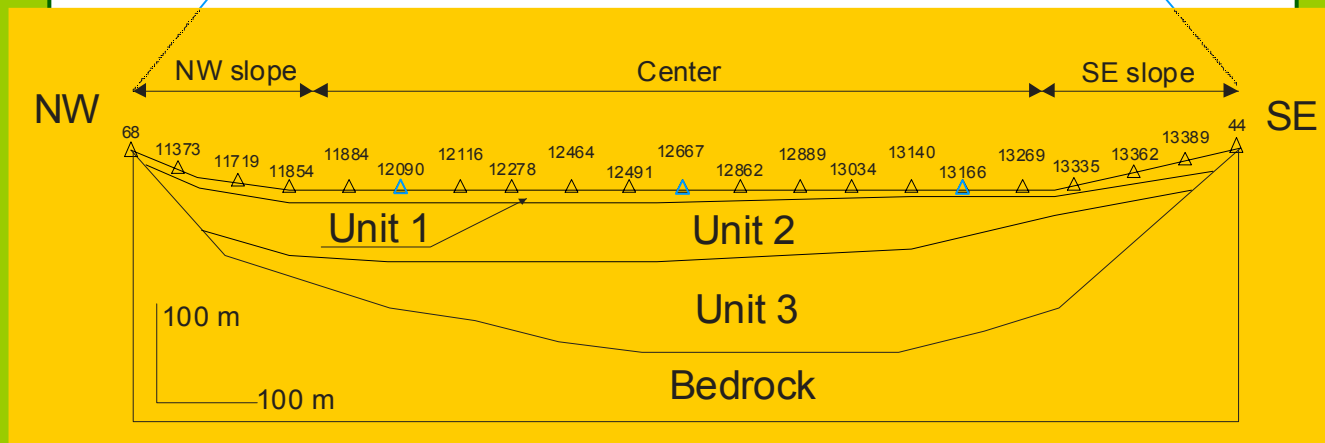 NW slope
Center
SE slope
NW
SE
68
11373
11719
11854
11884
12090
12116
12278
12464
12491
12667
12862
12889
13034
13140
13166
13269
13335
13362
13389
44
Unit 1
Unit 2
Unit 3
100 m
100 m
Bedrock